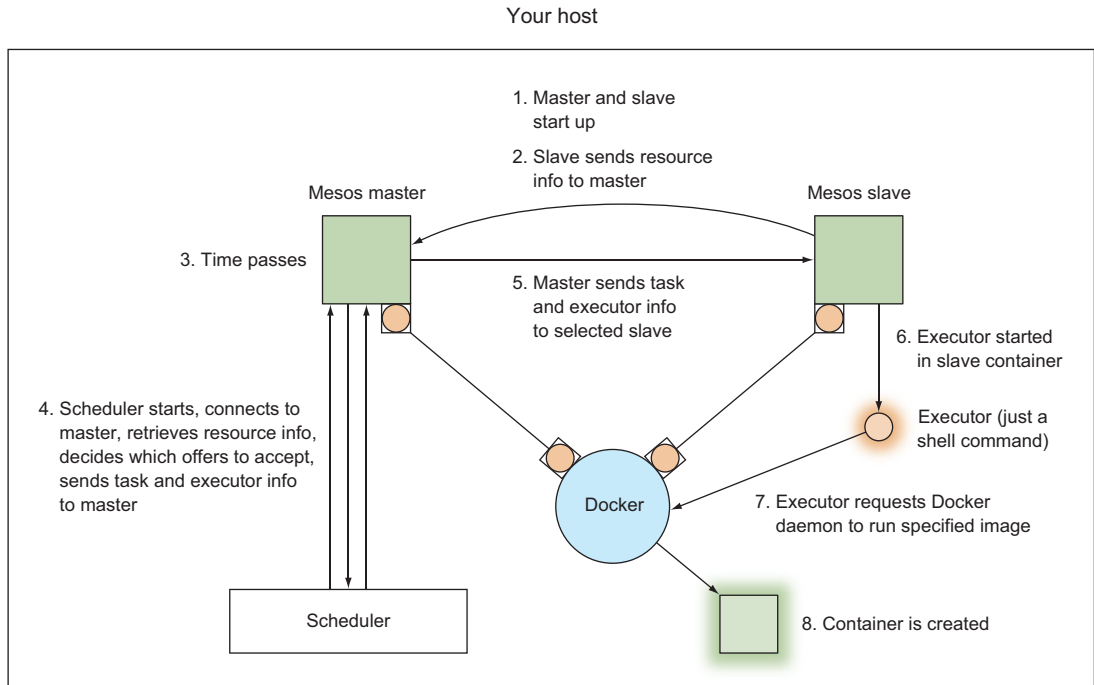 Your host
1. Master and slave
start up
2. Slave sends resource
info to master
Mesos master
Mesos slave
3. Time passes
5. Master sends task
and executor info
to selected slave
6. Executor started
in slave container
4. Scheduler starts, connects to
master, retrieves resource info,
decides which offers to accept,
sends task and executor info
to master
Executor (just a
shell command)
Docker
7. Executor requests Docker
daemon to run specified image
Scheduler
8. Container is created